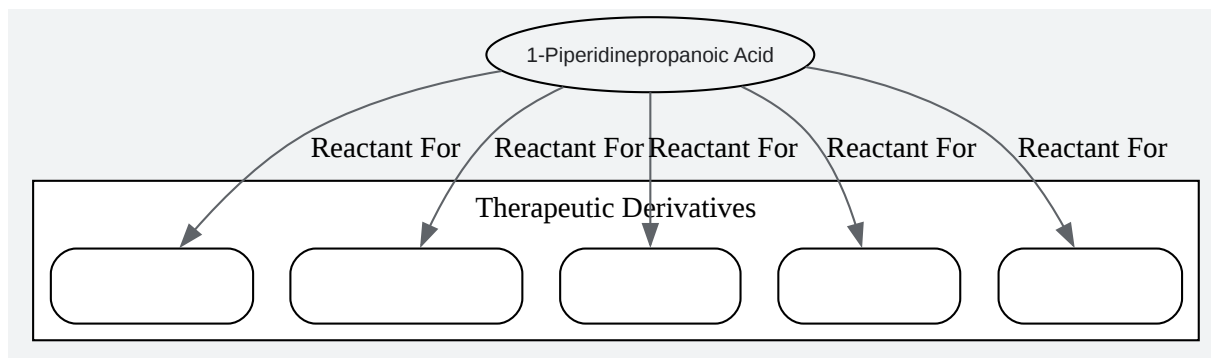 1-Piperidinepropanoic Acid
Reactant For Reactant For Reactant For Reactant For Reactant For
Therapeutic Derivatives